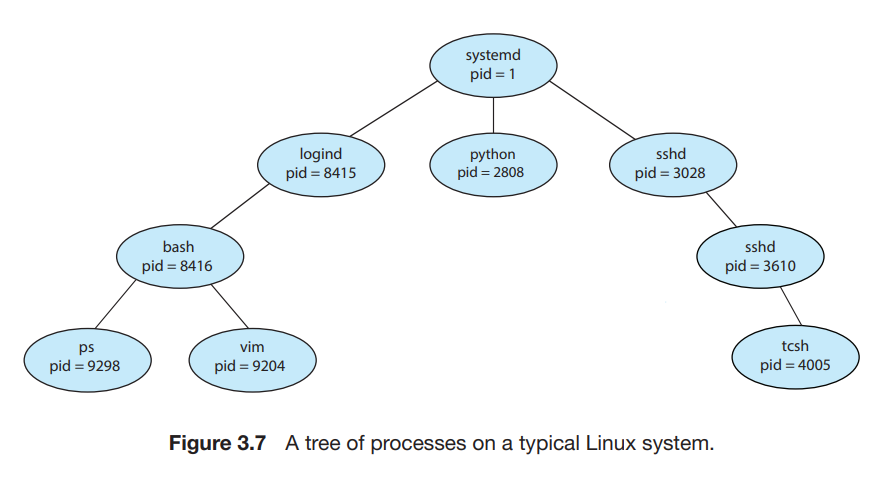 systemd
pid = 1
logind
pid = 8415
python
pid = 2808
sshd
pid = 3028
bash
pid = 8416
sshd
pid = 3610
ps
pid = 9298
vim
pid = 9204
tcsh
pid = 4005
Figure 3.7 A tree of processes on a typical Linux system.